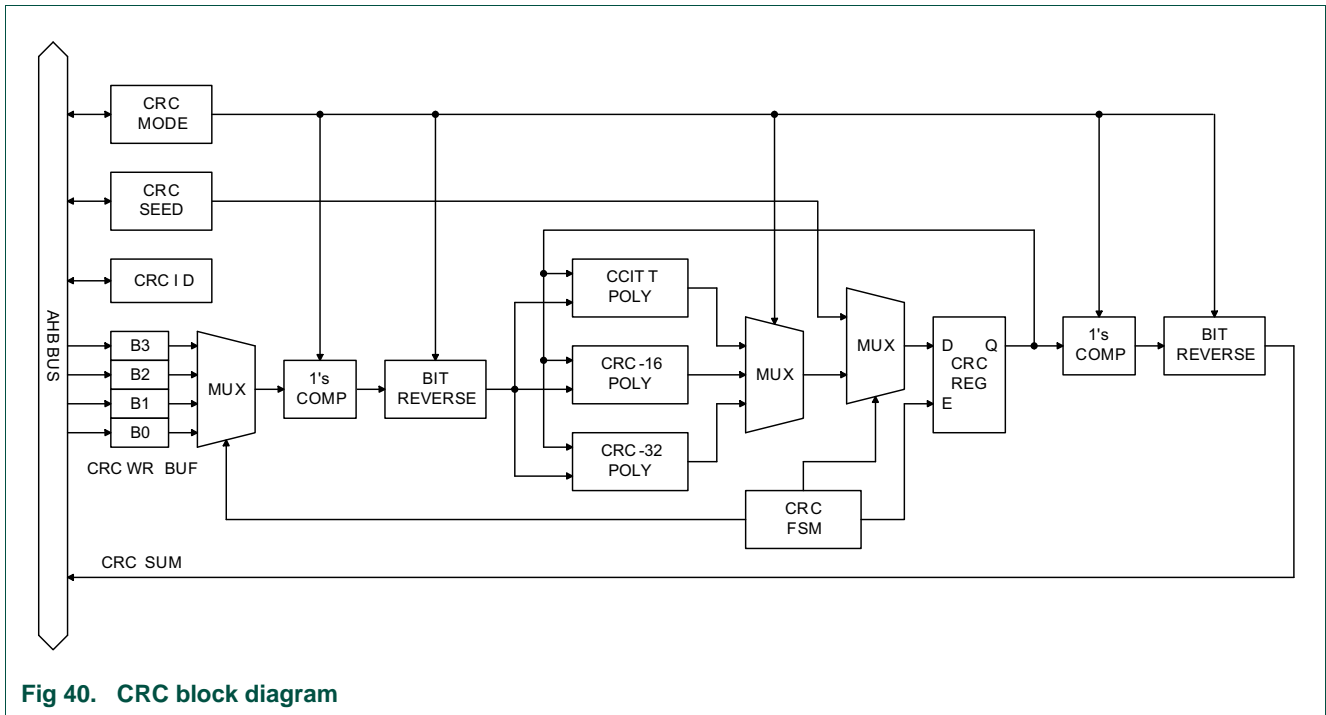 CRC
MODE
CRC
SEED
CRC ID
AHB BUS
B3
B2
B1
B0
CRC WR BUF
MUX
1's
COMP
BIT
REVERSE
CCITT
POLY
CRC-16
POLY
CRC-32
POLY
MUX
MUX
CRC
FSM
D Q
CRC
REG
E
1's
COMP
BIT
REVERSE
CRC SUM
Fig 40. CRC block diagram